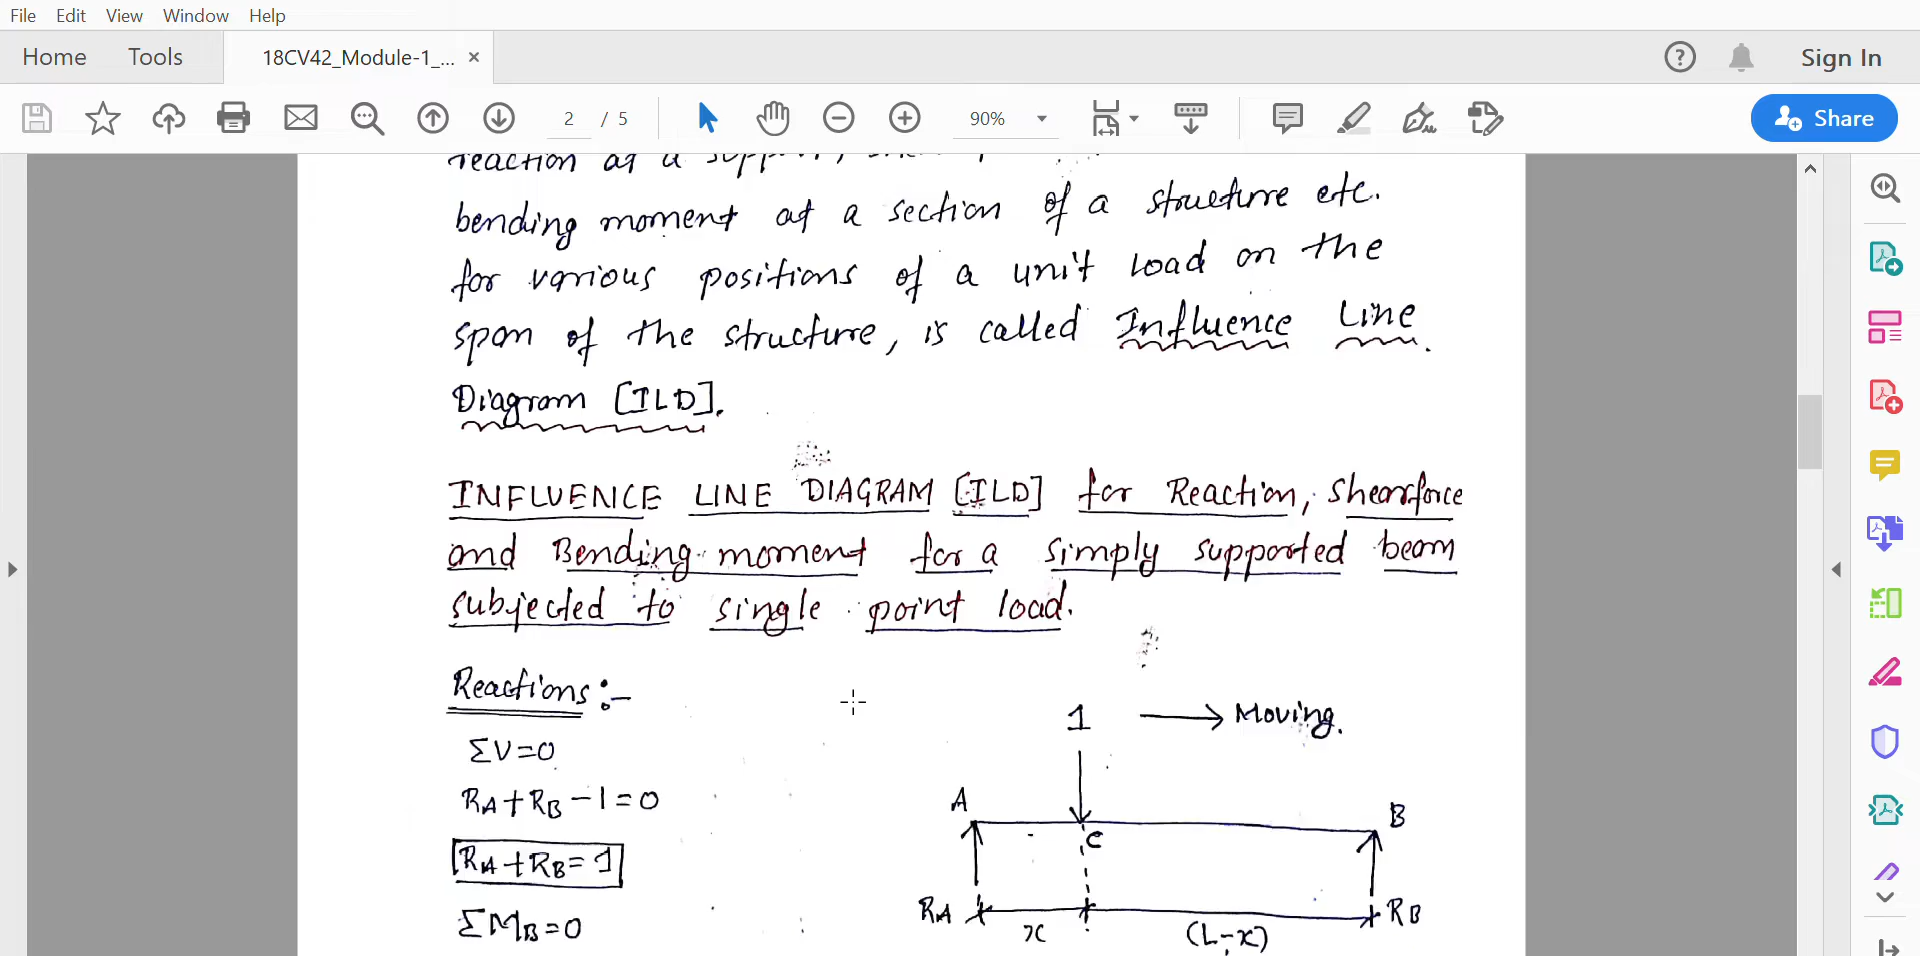 File Edit View Window Help
Home Tools 18CV42_Module-1_... × ? Sign In
2 / 5 90% Share
reaction at a
bending moment at a section of a structure etc.
for various positions of a unit load on the
span of the structure, is called Influence Line
Diagram [ILD].
INFLUENCE LINE DIAGRAM [ILD] for Reaction, Shearforce
and Bending moment for a simply supported beam
subjected to single point load.
Reactions :-
ΣV=0
RA+RB-1=0
RA+RB=1
ΣMB=0
1 → Moving.
A B
C
RA RB
x (L-x)